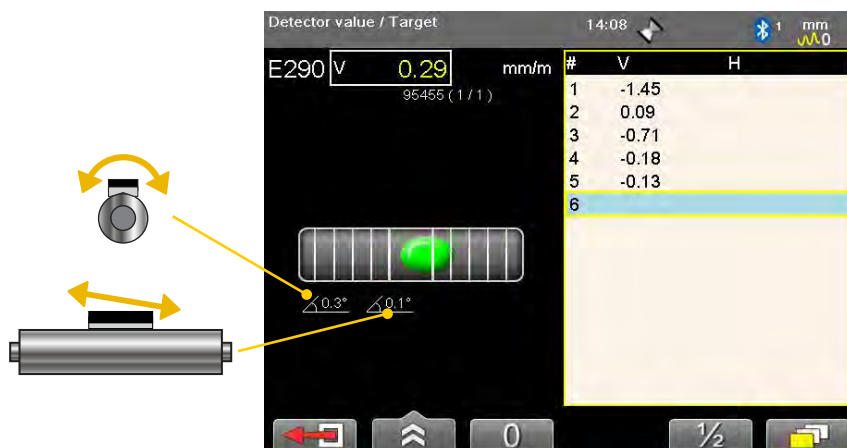 Detector value / Target 14:08 1 mm
0
E290 V 0.29 mm/m
95455 ( 1 / 1 )
# V H
1 -1.45
2 0.09
3 -0.71
4 -0.18
5 -0.13
6
0.3° 0.1°
0 ½